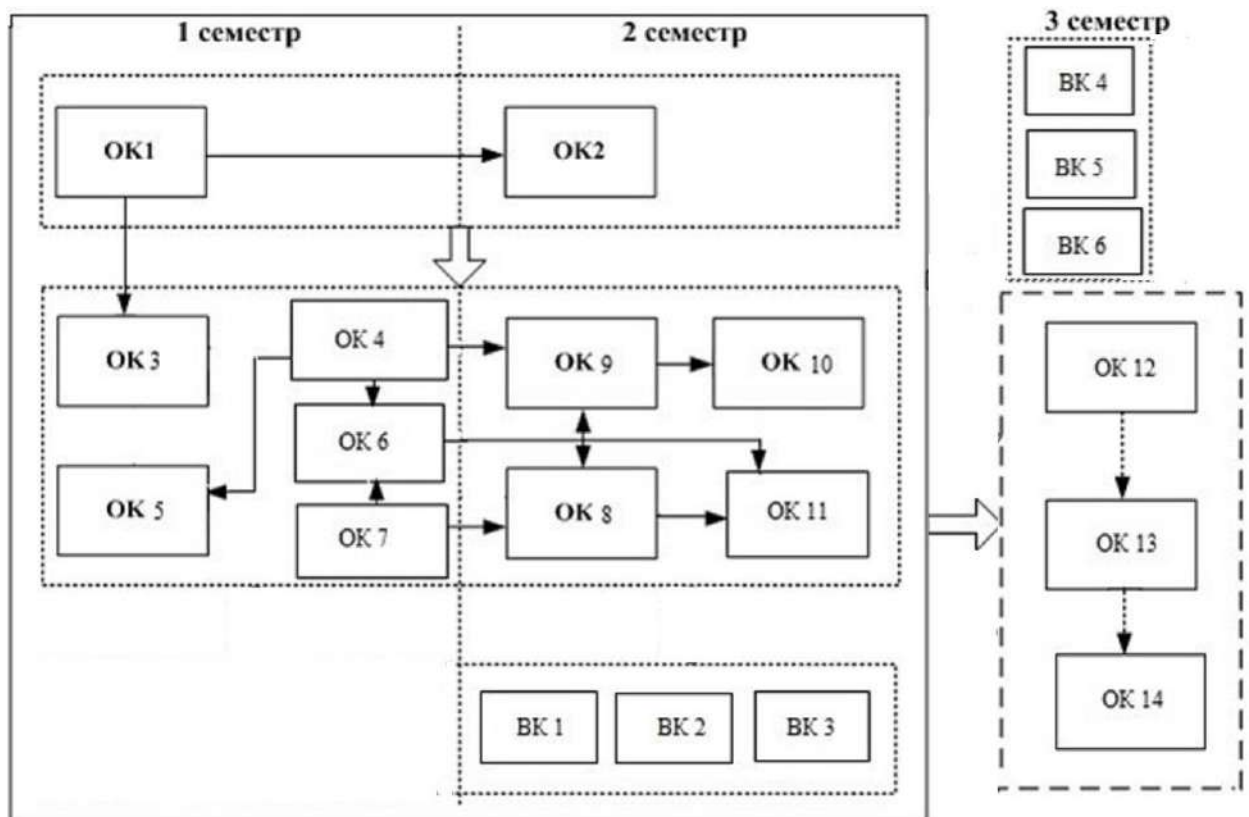 1 семестр
2 семестр
3 семестр
ОК1
ОК2
ВК 4
ВК 5
ВК 6
ОК 3
ОК 4
ОК 9
ОК 10
ОК 6
ОК 5
ОК 7
ОК 8
ОК 11
ОК 12
ОК 13
ОК 14
ВК 1
ВК 2
ВК 3